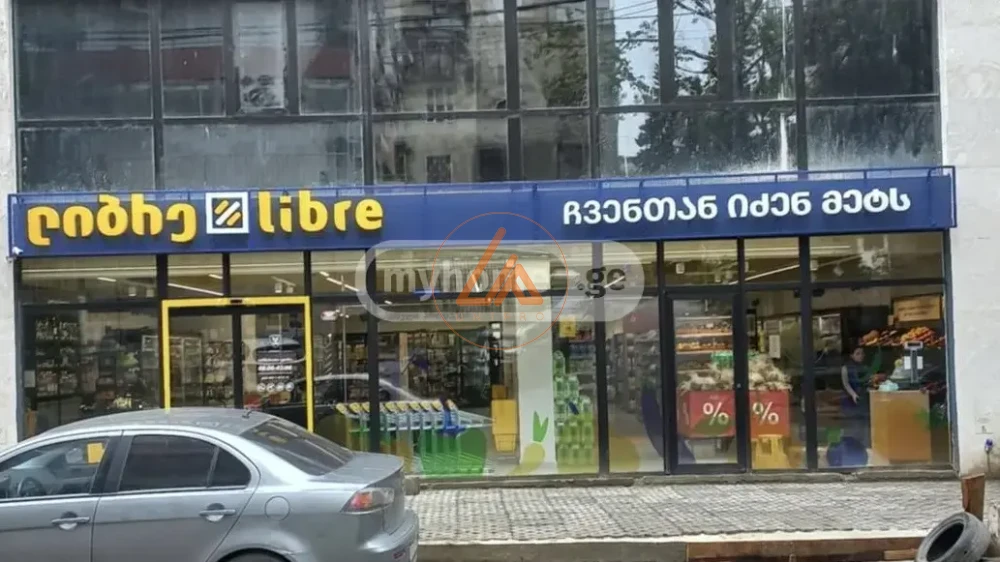 ლიბრე libre ჩვენთან იძენ მეტს
myhome.ge
% %